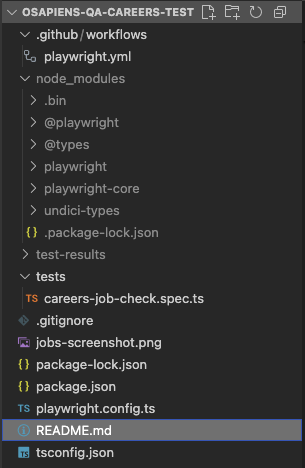 OSAPIENS-QA-CAREERS-TEST
.github/workflows
playwright.yml
node_modules
.bin
@playwright
@types
playwright
playwright-core
undici-types
{ } .package-lock.json
test-results
tests
TS careers-job-check.spec.ts
.gitignore
jobs-screenshot.png
{ } package-lock.json
{ } package.json
TS playwright.config.ts
README.md
TS tsconfig.json